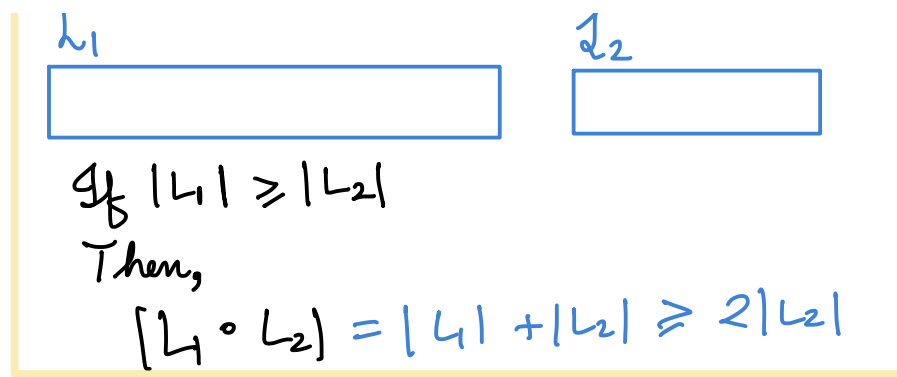 L1 L2
If |L1| ⩾ |L2|
Then,
|L1 ∘ L2| = |L1| + |L2| ⩾ 2|L2|